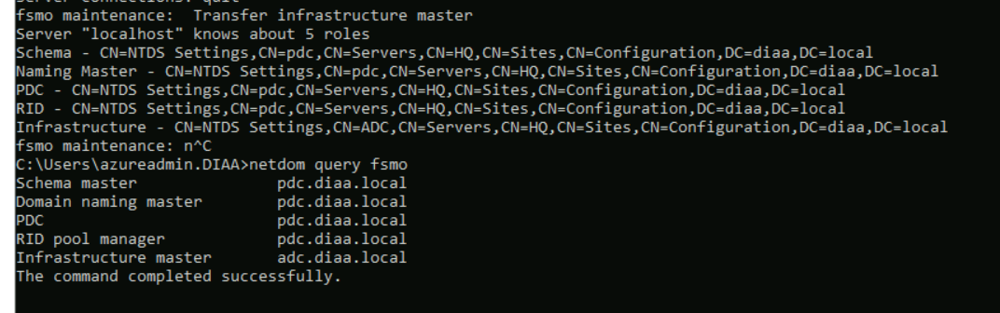 server connections: quit
fsmo maintenance:  Transfer infrastructure master
Server "localhost" knows about 5 roles
Schema - CN=NTDS Settings,CN=pdc,CN=Servers,CN=HQ,CN=Sites,CN=Configuration,DC=diaa,DC=local
Naming Master - CN=NTDS Settings,CN=pdc,CN=Servers,CN=HQ,CN=Sites,CN=Configuration,DC=diaa,DC=local
PDC - CN=NTDS Settings,CN=pdc,CN=Servers,CN=HQ,CN=Sites,CN=Configuration,DC=diaa,DC=local
RID - CN=NTDS Settings,CN=pdc,CN=Servers,CN=HQ,CN=Sites,CN=Configuration,DC=diaa,DC=local
Infrastructure - CN=NTDS Settings,CN=ADC,CN=Servers,CN=HQ,CN=Sites,CN=Configuration,DC=diaa,DC=local
fsmo maintenance: n^C
C:\Users\azureadmin.DIAA>netdom query fsmo
Schema master               pdc.diaa.local
Domain naming master        pdc.diaa.local
PDC                         pdc.diaa.local
RID pool manager            pdc.diaa.local
Infrastructure master       adc.diaa.local
The command completed successfully.